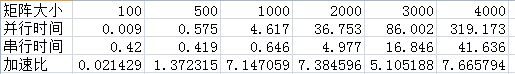 矩阵大小 100 500 1000 2000 3000 4000
并行时间 0.009 0.575 4.617 36.753 86.002 319.173
串行时间 0.42 0.419 0.646 4.977 16.846 41.636
加速比 0.021429 1.372315 7.147059 7.384596 5.105188 7.665794